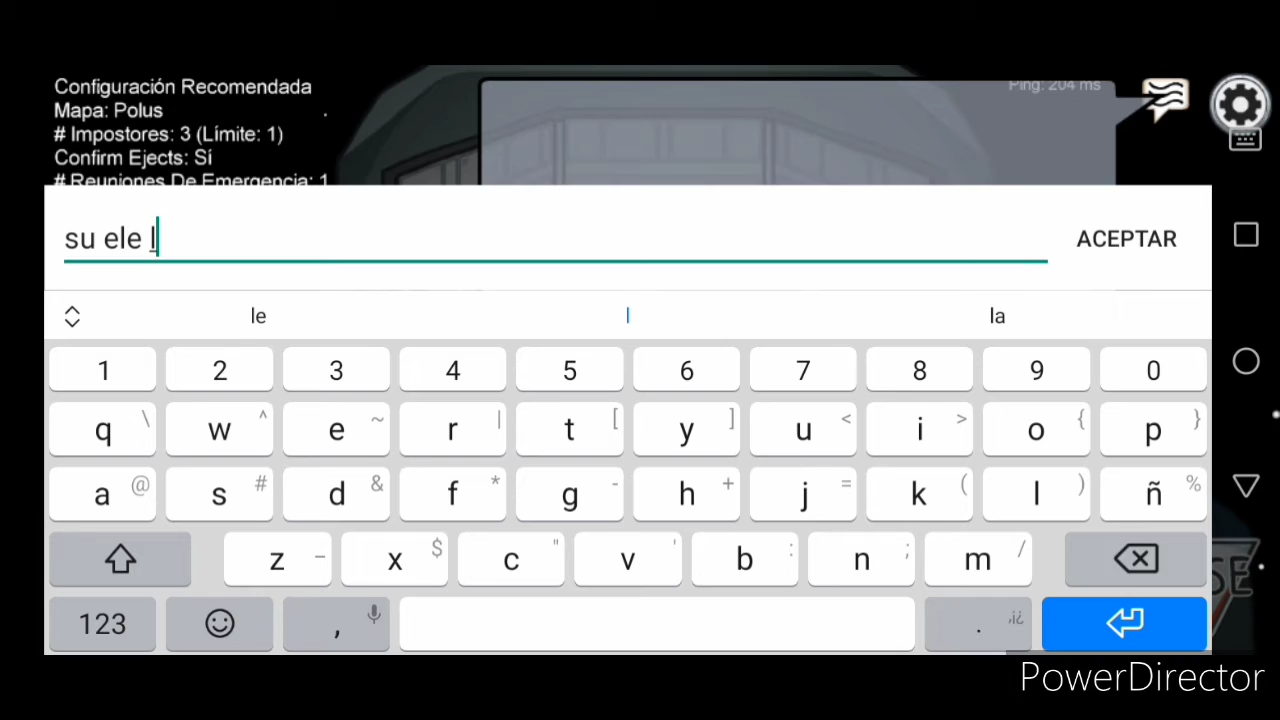 Configuración Recomendada
Mapa: Polus
# Impostores: 3 (Límite: 1)
Confirm Ejects: Sí
# Reuniones De Emergencia: 1
Ping: 204 ms
su ele l
ACEPTAR
le l la
1 2 3 4 5 6 7 8 9 0
q \ w ^ e ~ r | t [ y ] u < i > o { p }
a @ s # d & f * g - h + j = k ( l ) ñ %
z _ x $ c " v ' b : n ; m /
123 , . ,i¿
SE
PowerDirector